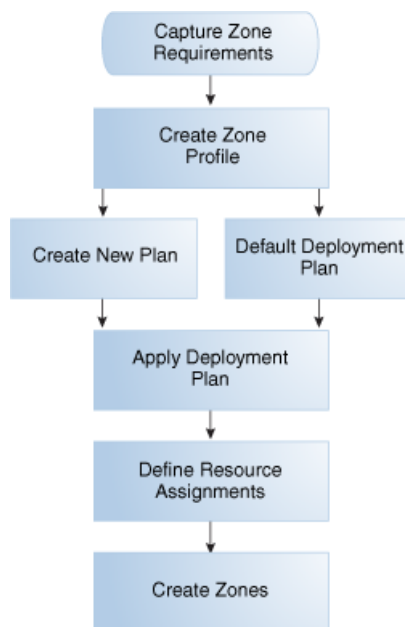 Capture Zone
Requirements
Create Zone
Profile
Create New Plan
Default Deployment
Plan
Apply Deployment
Plan
Define Resource
Assignments
Create Zones